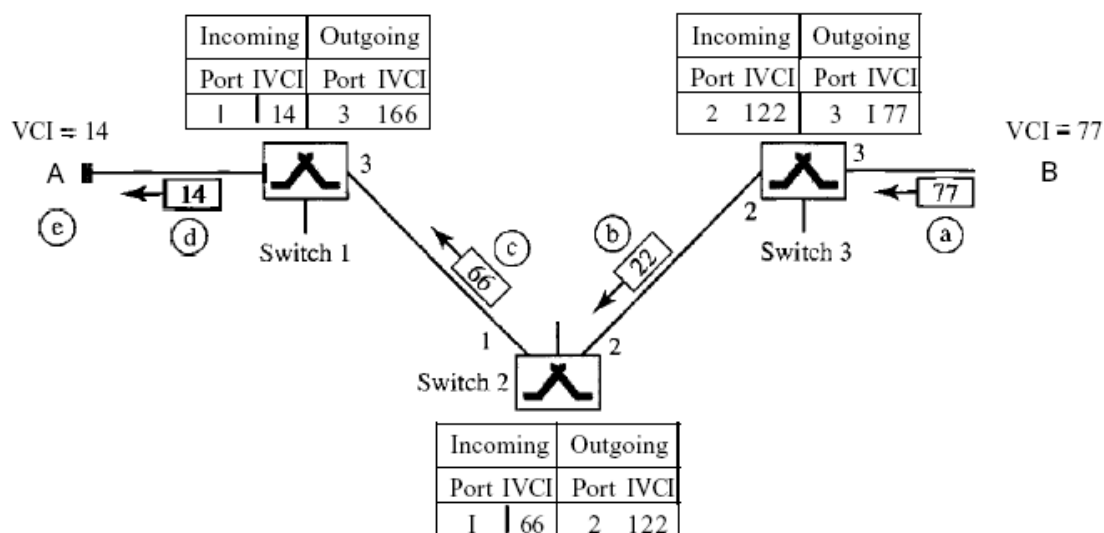 Incoming Outgoing
Port IVCI Port IVCI
I 14 3 166
Incoming Outgoing
Port IVCI Port IVCI
2 122 3 I 77
VCI = 14
VCI = 77
A
3
3
B
14
77
e
d
2
a
Switch 1
c
b
Switch 3
66
22
1
2
Switch 2
Incoming Outgoing
Port IVCI Port IVCI
I 66 2 122